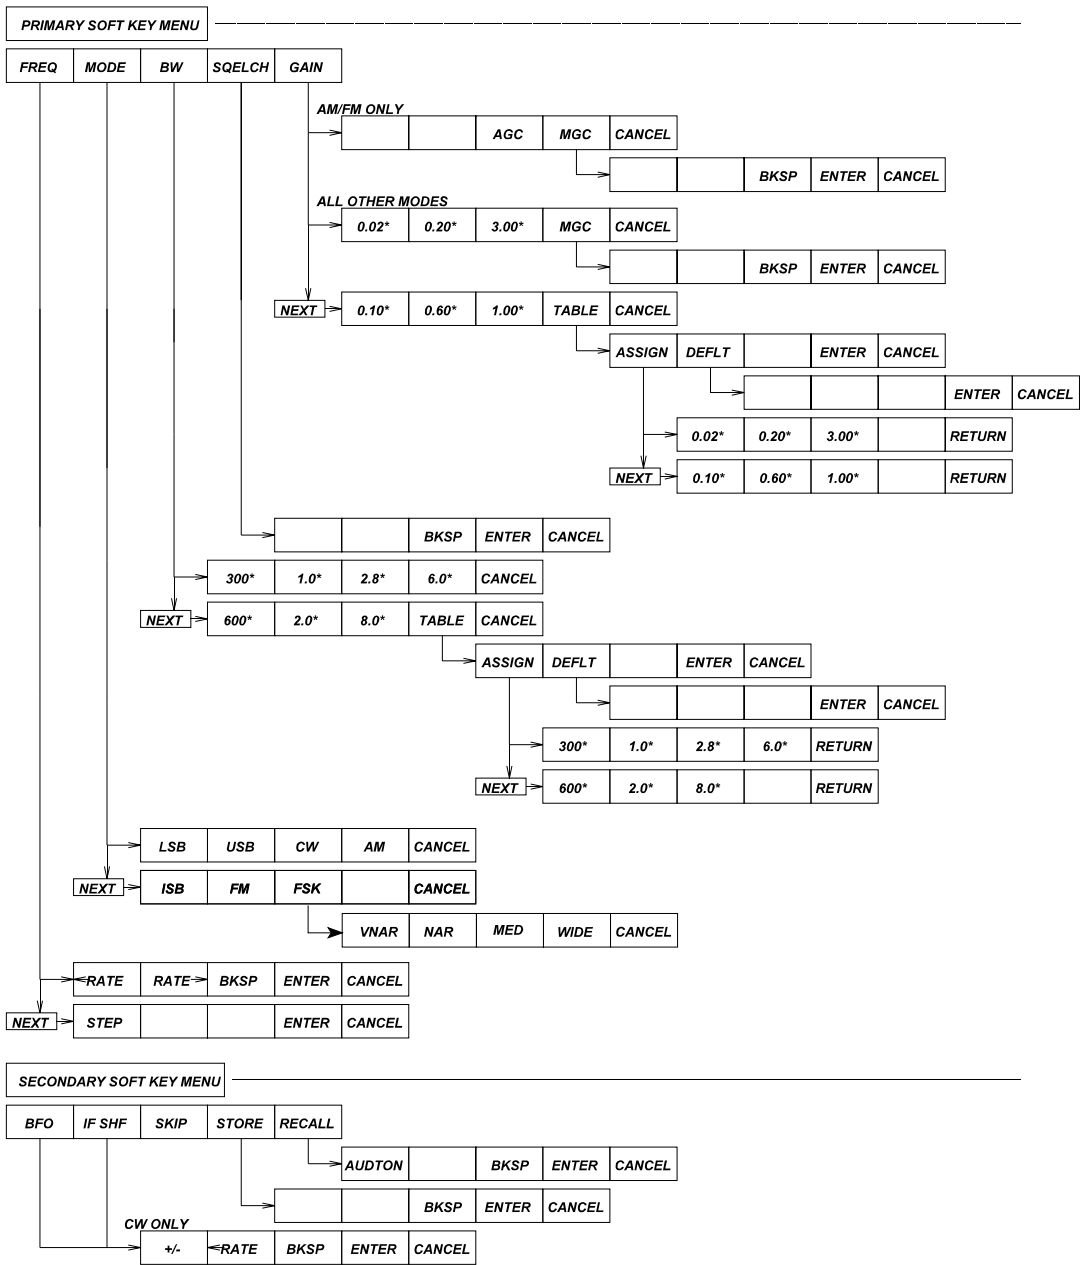 PRIMARY SOFT KEY MENU
FREQ MODE BW SQELCH GAIN
AM/FM ONLY
AGC MGC CANCEL
BKSP ENTER CANCEL
ALL OTHER MODES
0.02* 0.20* 3.00* MGC CANCEL
BKSP ENTER CANCEL
NEXT 0.10* 0.60* 1.00* TABLE CANCEL
ASSIGN DEFLT ENTER CANCEL
ENTER CANCEL
0.02* 0.20* 3.00* RETURN
NEXT 0.10* 0.60* 1.00* RETURN
BKSP ENTER CANCEL
300* 1.0* 2.8* 6.0* CANCEL
NEXT 600* 2.0* 8.0* TABLE CANCEL
ASSIGN DEFLT ENTER CANCEL
ENTER CANCEL
300* 1.0* 2.8* 6.0* RETURN
NEXT 600* 2.0* 8.0* RETURN
LSB USB CW AM CANCEL
NEXT ISB FM FSK CANCEL
VNAR NAR MED WIDE CANCEL
RATE RATE BKSP ENTER CANCEL
NEXT STEP ENTER CANCEL
SECONDARY SOFT KEY MENU
BFO IF SHF SKIP STORE RECALL
AUDTON BKSP ENTER CANCEL
BKSP ENTER CANCEL
CW ONLY
+/- RATE BKSP ENTER CANCEL